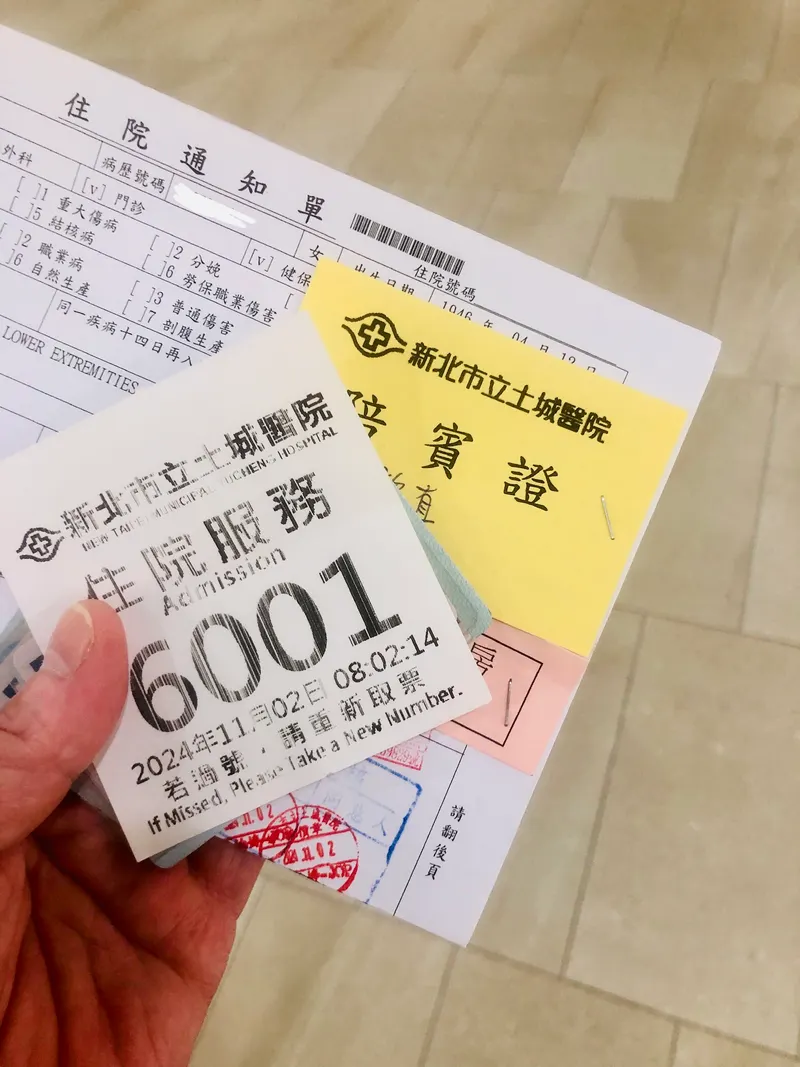 住院通知單
外科
病歷號碼
[v] 門診
女
住院號碼
[ ]1 重大傷病
[ ]5 結核病
[ ]2 分娩
[v] 健保
出生日期
1946 年 04 月 12 日
[ ]2 職業病
[ ]6 自然生產
[ ]6 勞保職業傷害
[ ]3 普通傷害
[ ]7 剖腹生產
同一疾病十四日再入
LOWER EXTREMITIES
新北市立土城醫院
陪賓證
新北市立土城醫院
NEW TAIPEI MUNICIPAL TUCHENG HOSPITAL
住院服務
Admission
6001
2024年11月02日 08:02:14
若過號，請重新取票
If Missed, Please Take a New Number.
房
請翻後頁